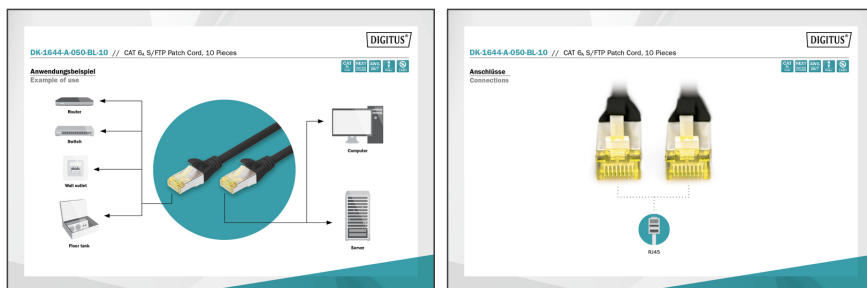 DIGITUS®
DK-1644-A-050-BL-10 // CAT 6A S/FTP Patch Cord, 10 Pieces
Anwendungsbeispiel
Example of use
Router
Switch
Wall outlet
Floor tank
Computer
Server
DIGITUS®
DK-1644-A-050-BL-10 // CAT 6A S/FTP Patch Cord, 10 Pieces
Anschlüsse
Connections
RJ45